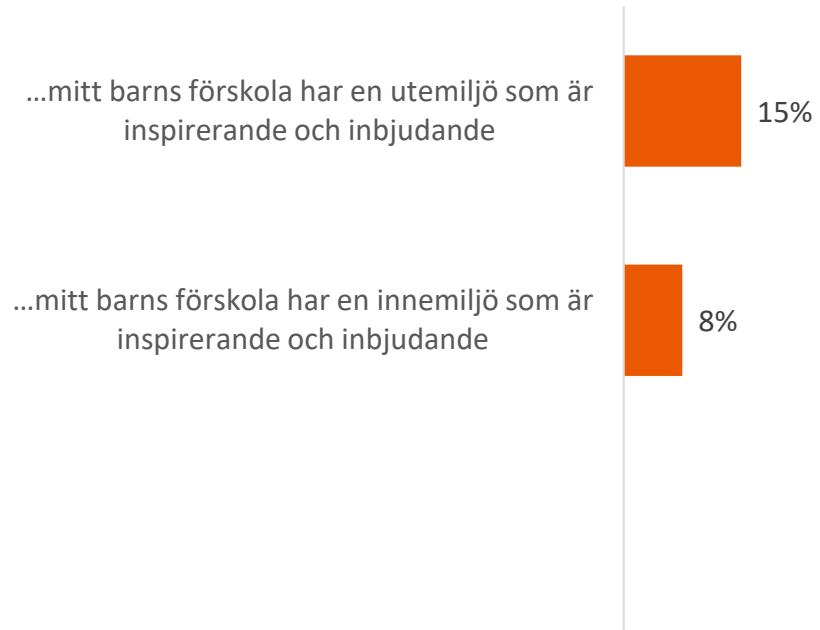 ...mitt barns förskola har en utemiljö som är
inspirerande och inbjudande
15%
...mitt barns förskola har en innemiljö som är
inspirerande och inbjudande
8%